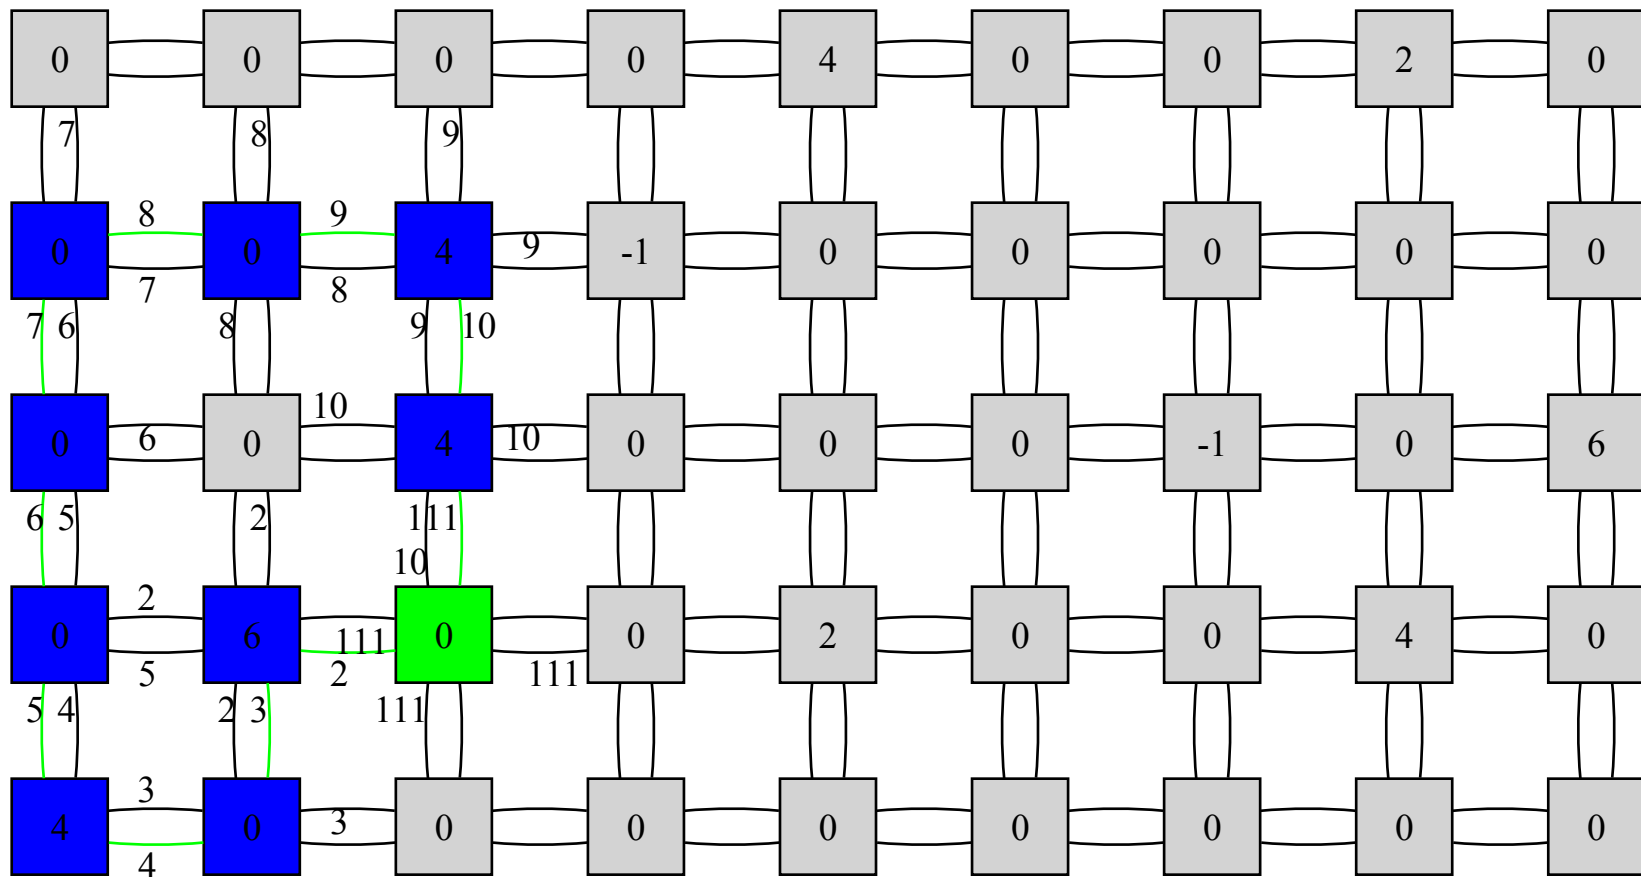 0 0 0 0 4 0 0 2 0
7 8 9
8 9
0 0 4 9 -1 0 0 0 0 0
7 8
7 6 8 9 10
10
0 6 0 4 10 0 0 0 -1 0 6
6 5 2 111
10
2
0 6 111 0 0 2 0 0 4 0
5 2 111
5 4 2 3 111
3
4 0 3 0 0 0 0 0 0 0
4